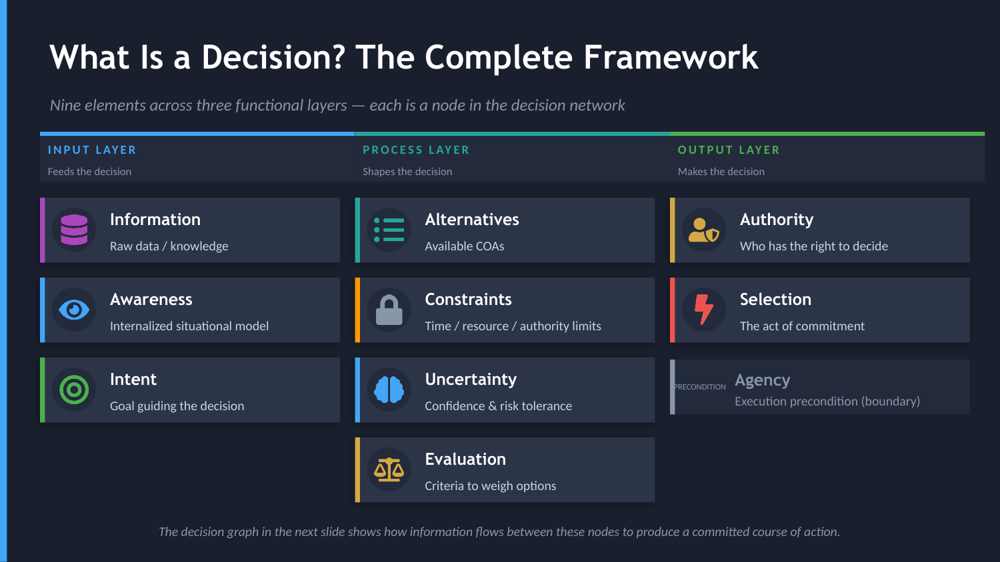 What Is a Decision? The Complete Framework
Nine elements across three functional layers — each is a node in the decision network
INPUT LAYER
Feeds the decision
Information
Raw data / knowledge
Awareness
Internalized situational model
Intent
Goal guiding the decision
PROCESS LAYER
Shapes the decision
Alternatives
Available COAs
Constraints
Time / resource / authority limits
Uncertainty
Confidence & risk tolerance
Evaluation
Criteria to weigh options
OUTPUT LAYER
Makes the decision
Authority
Who has the right to decide
Selection
The act of commitment
PRECONDITION
Agency
Execution precondition (boundary)
The decision graph in the next slide shows how information flows between these nodes to produce a committed course of action.